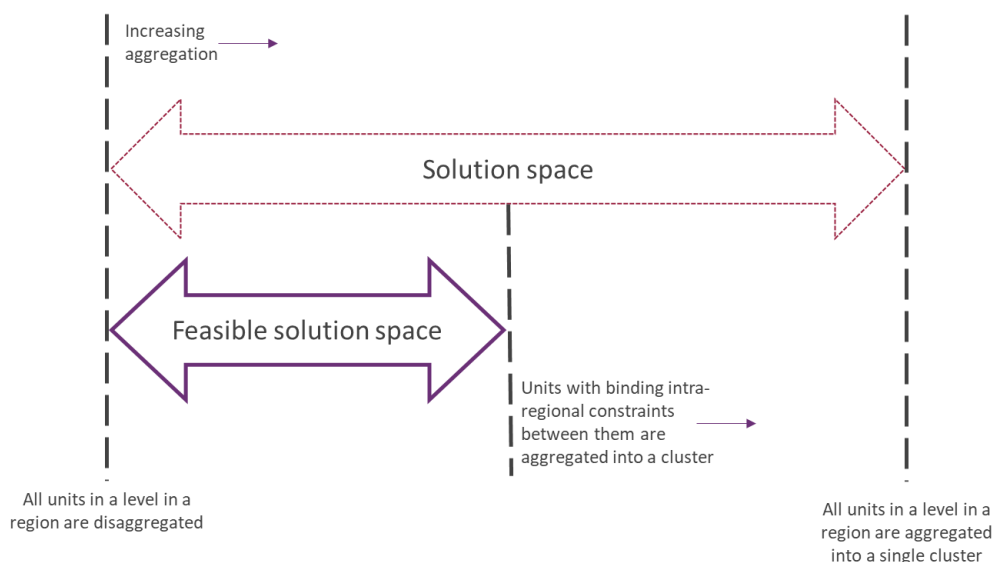 Increasing
aggregation
Solution space
Feasible solution space
Units with binding intra-
regional constraints
between them are
aggregated into a cluster
All units in a level in a
region are disaggregated
All units in a level in a
region are aggregated
into a single cluster